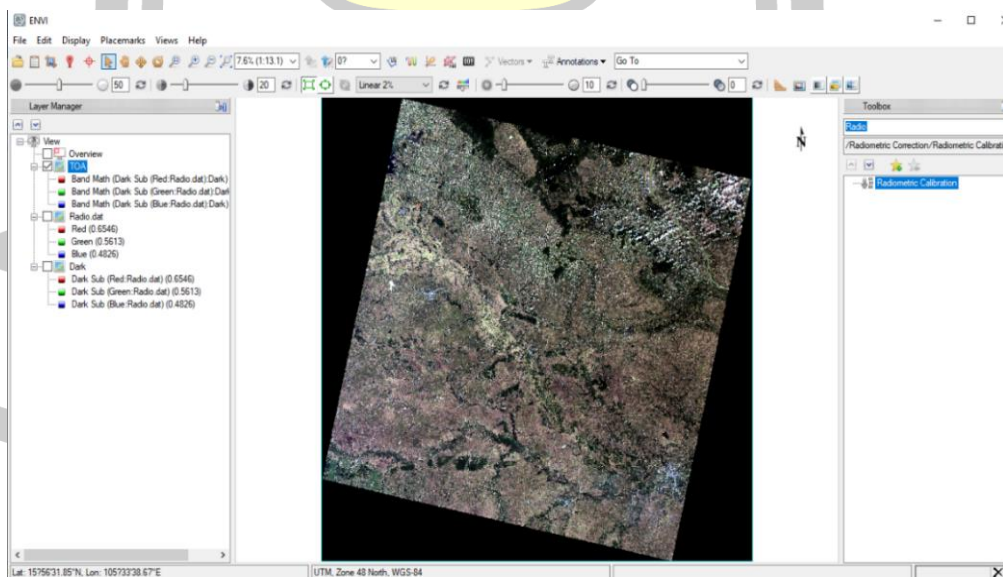 ENVI
File Edit Display Placemarks Views Help
7.6% (1:13.1) 0? Vectors Annotations Go To
50 20 Linear 2% 10 0
Layer Manager
View
Overview
TOA
Band Math (Dark Sub (Red:Radio.dat):Dark)
Band Math (Dark Sub (Green:Radio.dat):Dark
Band Math (Dark Sub (Blue:Radio.dat):Dark)
Radio.dat
Red (0.6546)
Green (0.5613)
Blue (0.4826)
Dark
Dark Sub (Red:Radio.dat) (0.6546)
Dark Sub (Green:Radio.dat) (0.5613)
Dark Sub (Blue:Radio.dat) (0.4826)
N
Toolbox
Radio
/Radiometric Correction/Radiometric Calibrati
Radiometric Calibration
Lat: 15?56'31.85"N, Lon: 105?33'38.67"E UTM, Zone 48 North, WGS-84